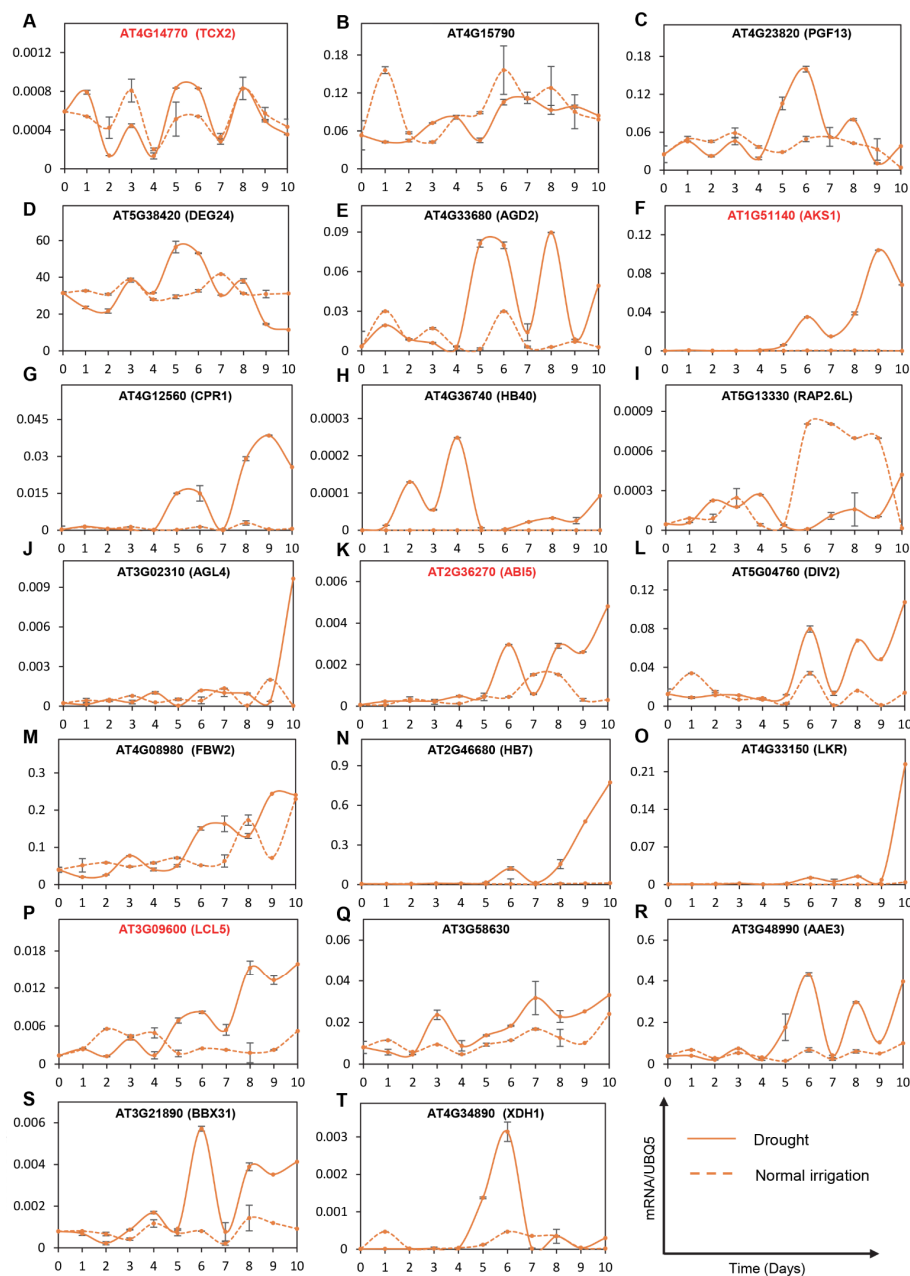 A
AT4G14770 (TCX2)
0.0012
0.0008
0.0004
0
0 1 2 3 4 5 6 7 8 9 10
B
AT4G15790
0.18
0.12
0.06
0
0 1 2 3 4 5 6 7 8 9 10
C
AT4G23820 (PGF13)
0.18
0.12
0.06
0
0 1 2 3 4 5 6 7 8 9 10
D
AT5G38420 (DEG24)
60
40
20
0
0 1 2 3 4 5 6 7 8 9 10
E
AT4G33680 (AGD2)
0.09
0.06
0.03
0
0 1 2 3 4 5 6 7 8 9 10
F
AT1G51140 (AKS1)
0.12
0.08
0.04
0
0 1 2 3 4 5 6 7 8 9 10
G
AT4G12560 (CPR1)
0.045
0.03
0.015
0
0 1 2 3 4 5 6 7 8 9 10
H
AT4G36740 (HB40)
0.0003
0.0002
0.0001
0
0 1 2 3 4 5 6 7 8 9 10
I
AT5G13330 (RAP2.6L)
0.0009
0.0006
0.0003
0
0 1 2 3 4 5 6 7 8 9 10
J
AT3G02310 (AGL4)
0.009
0.006
0.003
0
0 1 2 3 4 5 6 7 8 9 10
K
AT2G36270 (ABI5)
0.006
0.004
0.002
0
0 1 2 3 4 5 6 7 8 9 10
L
AT5G04760 (DIV2)
0.12
0.08
0.04
0
0 1 2 3 4 5 6 7 8 9 10
M
AT4G08980 (FBW2)
0.3
0.2
0.1
0
0 1 2 3 4 5 6 7 8 9 10
N
AT2G46680 (HB7)
0.9
0.6
0.3
0
0 1 2 3 4 5 6 7 8 9 10
O
AT4G33150 (LKR)
0.21
0.14
0.07
0
0 1 2 3 4 5 6 7 8 9 10
P
AT3G09600 (LCL5)
0.018
0.012
0.006
0
0 1 2 3 4 5 6 7 8 9 10
Q
AT3G58630
0.06
0.04
0.02
0
0 1 2 3 4 5 6 7 8 9 10
R
AT3G48990 (AAE3)
0.6
0.4
0.2
0
0 1 2 3 4 5 6 7 8 9 10
S
AT3G21890 (BBX31)
0.006
0.004
0.002
0
0 1 2 3 4 5 6 7 8 9 10
T
AT4G34890 (XDH1)
0.003
0.002
0.001
0
0 1 2 3 4 5 6 7 8 9 10
mRNA/UBQ5
Drought
Normal irrigation
Time (Days)